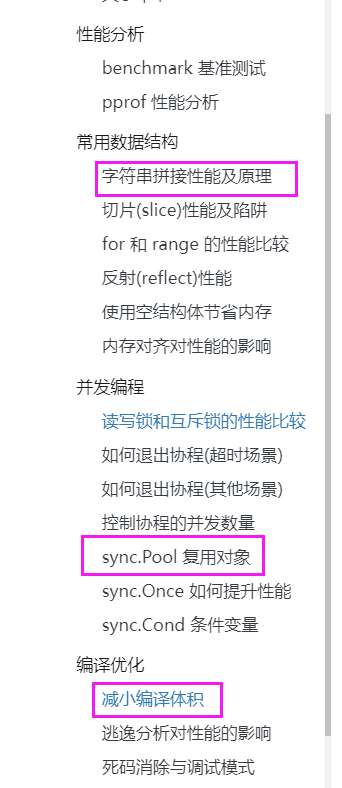 性能分析
benchmark 基准测试
pprof 性能分析
常用数据结构
字符串拼接性能及原理
切片(slice)性能及陷阱
for 和 range 的性能比较
反射(reflect)性能
使用空结构体节省内存
内存对齐对性能的影响
并发编程
读写锁和互斥锁的性能比较
如何退出协程(超时场景)
如何退出协程(其他场景)
控制协程的并发数量
sync.Pool 复用对象
sync.Once 如何提升性能
sync.Cond 条件变量
编译优化
减小编译体积
逃逸分析对性能的影响
死码消除与调试模式